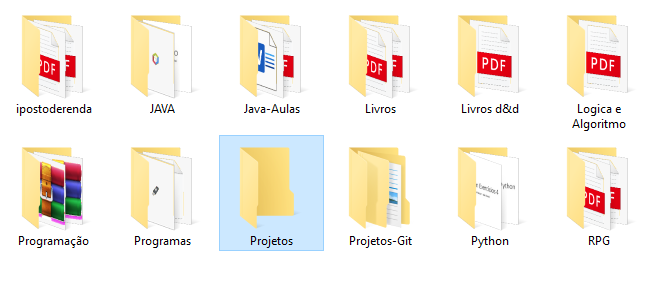 PDF
PDF
PDF
PDF
ipostoderenda
JAVA
Java-Aulas
Livros
Livros d&d
Logica e
Algoritmo
PDF
Programação
Programas
Projetos
Projetos-Git
Python
RPG